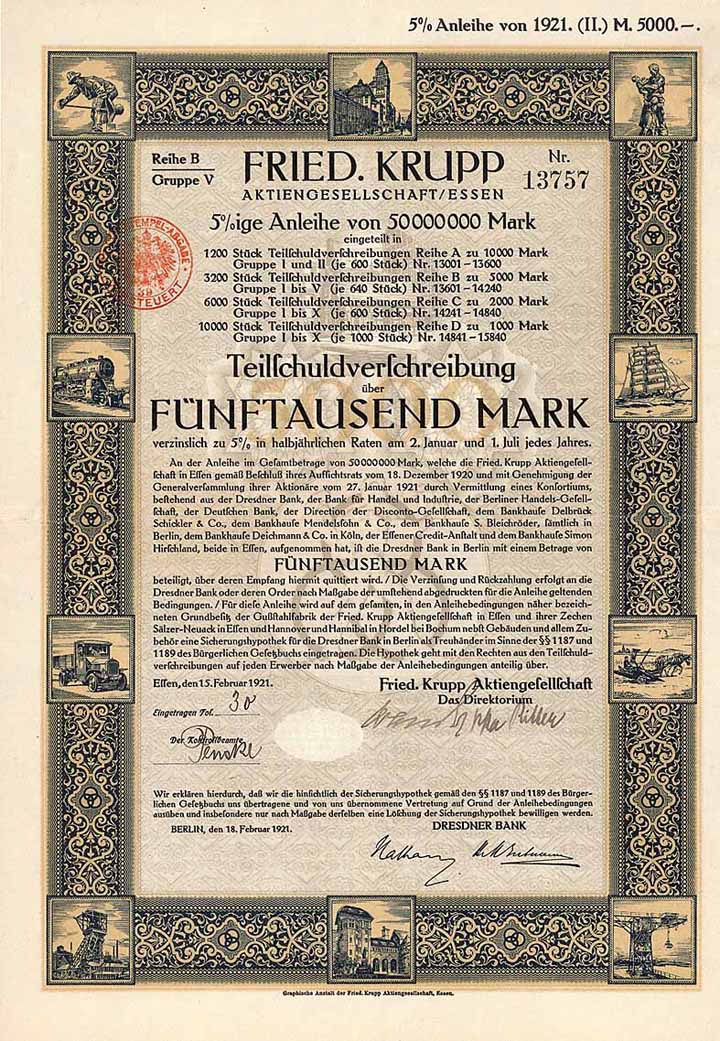 5% Anleihe von 1921. (II.) M. 5000.—.
Reihe B
Gruppe V
FRIED. KRUPP
AKTIENGESELLSCHAFT/ESSEN
Nr.
13757
5%ige Anleihe von 50000000 Mark
eingeteilt in
1200 Stück Teilſchuldverſchreibungen Reihe A zu 10000 Mark
Gruppe I und II (je 600 Stück) Nr. 13001–13600
3200 Stück Teilſchuldverſchreibungen Reihe B zu 5000 Mark
Gruppe I bis V (je 640 Stück) Nr. 13601–14240
6000 Stück Teilſchuldverſchreibungen Reihe C zu 2000 Mark
Gruppe I bis X (je 600 Stück) Nr. 14241–14840
10000 Stück Teilſchuldverſchreibungen Reihe D zu 1000 Mark
Gruppe I bis X (je 1000 Stück) Nr. 14841–15840
STEMPEL-ABGABE
VERSTEUERT
Teilſchuldverſchreibung
über
FÜNFTAUSEND MARK
verzinslich zu 5% in halbjährlichen Raten am 2. Januar und 1. Juli jedes Jahres.
An der Anleihe im Geſamtbetrage von 50000000 Mark, welche die Fried. Krupp Aktiengeſell-
ſchaft in Eſſen gemäß Beſchluß ihres Aufſichtsrats vom 18. Dezember 1920 und mit Genehmigung der
Generalverſammlung ihrer Aktionäre vom 27. Januar 1921 durch Vermittlung eines Konſortiums,
beſtehend aus der Dresdner Bank, der Bank für Handel und Induſtrie, der Berliner Handels-Geſell-
ſchaft, der Deutſchen Bank, der Direction der Disconto-Geſellſchaft, dem Bankhauſe Delbrück
Schickler & Co., dem Bankhauſe Mendelsſohn & Co., dem Bankhauſe S. Bleichröder, ſämtlich in
Berlin, dem Bankhauſe Deichmann & Co. in Köln, der Eſſener Credit-Anſtalt und dem Bankhauſe Simon
Hirſchland, beide in Eſſen, aufgenommen hat, iſt die Dresdner Bank in Berlin mit einem Betrage von
FÜNFTAUSEND MARK
beteiligt, über deren Empfang hiermit quittiert wird. / Die Verzinſung und Rückzahlung erfolgt an die
Dresdner Bank oder deren Order nach Maßgabe der umſtehend abgedruckten für die Anleihe geltenden
Bedingungen. / Für dieſe Anleihe wird auf dem geſamten, in den Anleihebedingungen näher bezeich-
neten Grundbeſitz der Gußſtahlfabrik der Fried. Krupp Aktiengeſellſchaft in Eſſen und ihrer Zechen
Sälzer-Neuack in Eſſen und Hannover und Hannibal in Hordel bei Bochum nebſt Gebäuden und allem Zu-
behör eine Sicherungshypothek für die Dresdner Bank in Berlin als Treuhänder im Sinne der §§ 1187 und
1189 des Bürgerlichen Geſetzbuchs eingetragen. Die Hypothek geht mit den Rechten aus den Teilſchuld-
verſchreibungen auf jeden Erwerber nach Maßgabe der Anleihebedingungen anteilig über.
Eſſen, den 15. Februar 1921.
Fried. Krupp Aktiengeſellſchaft
Das Direktorium
Eingetragen Fol. 30
Der Kontrollbeamte
Wir erklären hierdurch, daß wir die hinſichtlich der Sicherungshypothek gemäß den §§ 1187 und 1189 des Bürger-
lichen Geſetzbuchs uns übertragene und von uns übernommene Vertretung auf Grund der Anleihebedingungen
ausüben und insbeſondere nur nach Maßgabe derſelben eine Löſchung der Sicherungshypothek bewilligen werden.
BERLIN, den 18. Februar 1921.
DRESDNER BANK
Nathan
Graphische Anstalt der Fried. Krupp Aktiengesellschaft, Essen.